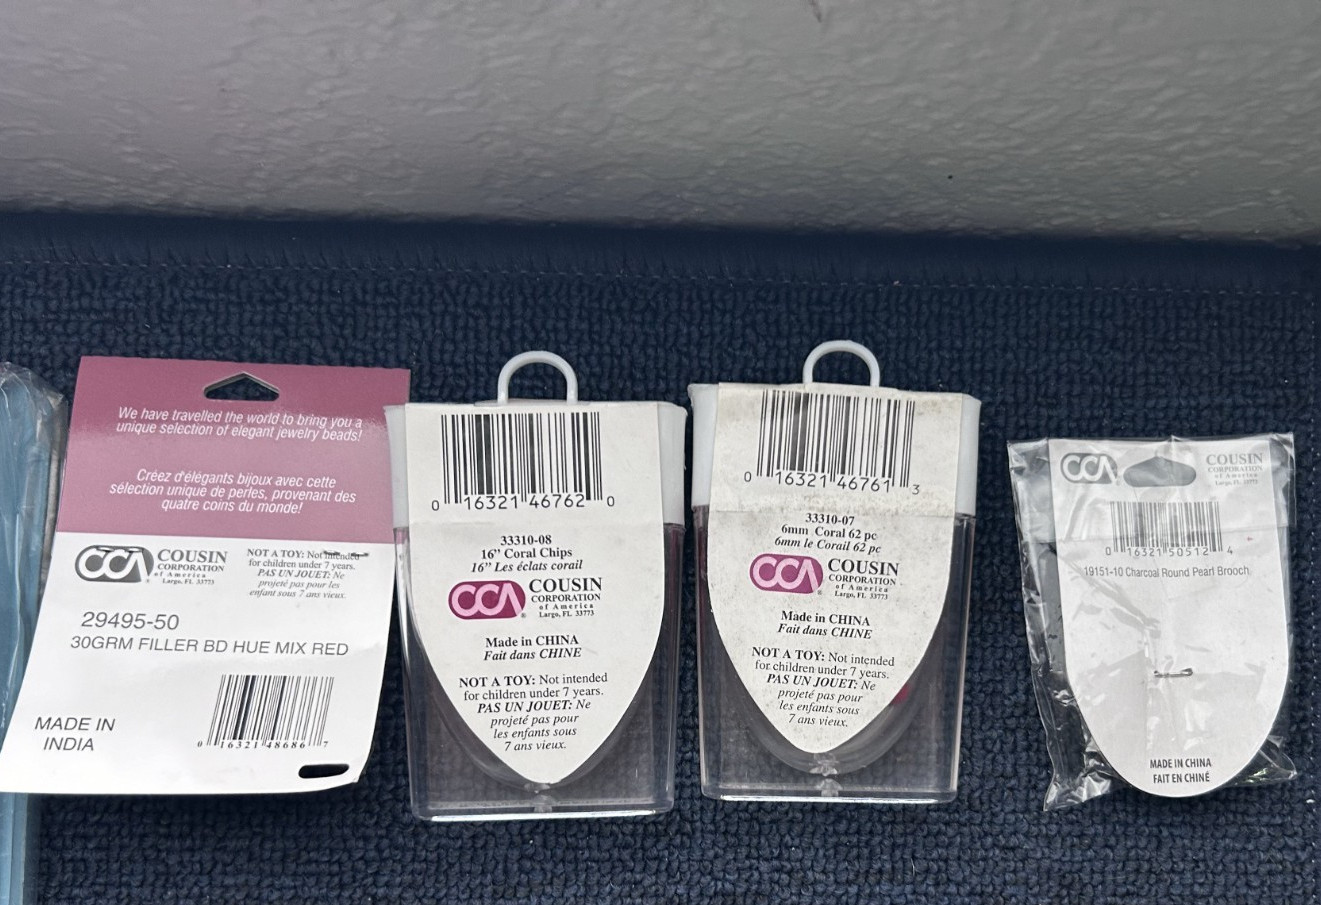 We have travelled the world to bring you a
unique selection of elegant jewelry beads!
Créez d'élégants bijoux avec cette
sélection unique de perles, provenant des
quatre coins du monde!
CCA
COUSIN
CORPORATION
of America
Largo, FL 33773
NOT A TOY: Not intended
for children under 7 years.
PAS UN JOUET: Ne
projeté pas pour les
enfant sous 7 ans vieux.
29495-50
30GRM FILLER BD HUE MIX RED
MADE IN
INDIA
0 16321 48686 7
0 16321 46762 0
33310-08
16" Coral Chips
16" Les éclats corail
CCA
COUSIN
CORPORATION
of America
Largo, FL 33773
Made in CHINA
Fait dans CHINE
NOT A TOY: Not intended
for children under 7 years.
PAS UN JOUET: Ne
projeté pas pour
les enfants sous
7 ans vieux.
0 16321 46761 3
33310-07
6mm Coral 62 pc
6mm le Corail 62 pc
CCA
COUSIN
CORPORATION
of America
Largo, FL 33773
Made in CHINA
Fait dans CHINE
NOT A TOY: Not intended
for children under 7 years.
PAS UN JOUET: Ne
projeté pas pour
les enfants sous
7 ans vieux.
CCA
COUSIN
CORPORATION
of America
Largo, FL 33773
0 16321 50512 4
19151-10 Charcoal Round Pearl Brooch
MADE IN CHINA
FAIT EN CHINÉ